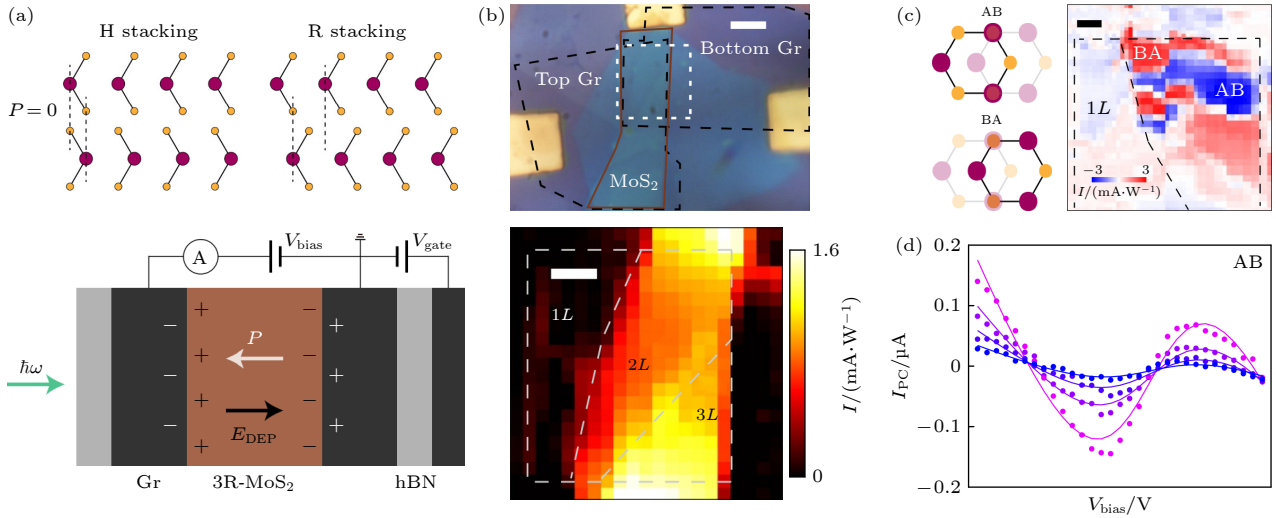 (a)
H stacking
R stacking
P = 0
A
V_bias
V_gate
+ + + +
− − − −
P
E_DEP
− − −
+ + +
ℏω
Gr
3R-MoS₂
hBN
(b)
Bottom Gr
Top Gr
MoS₂
1L
2L
3L
1.6
I/(mA·W⁻¹)
0
(c)
AB
BA
BA
AB
1L
−3 3
I/(mA·W⁻¹)
(d)
AB
0.2
0.1
0
−0.1
−0.2
I_PC/μA
V_bias/V